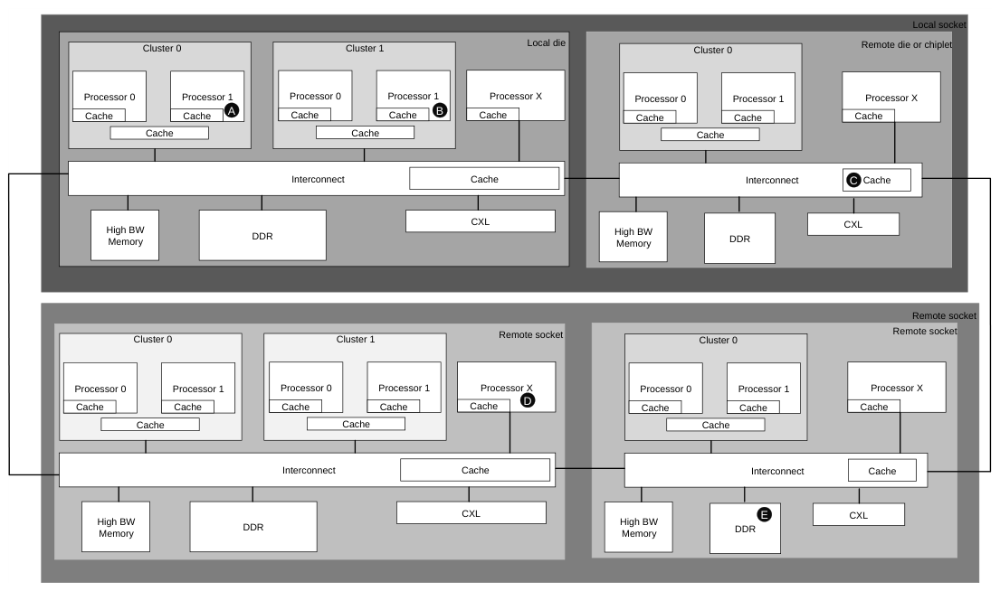 Local socket
Local die
Cluster 0
Processor 0
Cache
Processor 1
Cache
A
Cache
Cluster 1
Processor 0
Cache
Processor 1
Cache
B
Cache
Processor X
Cache
Interconnect
Cache
High BW
Memory
DDR
CXL
Remote die or chiplet
Cluster 0
Processor 0
Cache
Processor 1
Cache
Cache
Processor X
Cache
Interconnect
C
Cache
High BW
Memory
DDR
CXL
Remote socket
Remote socket
Cluster 0
Processor 0
Cache
Processor 1
Cache
Cache
Cluster 1
Processor 0
Cache
Processor 1
Cache
Cache
Processor X
D
Cache
Interconnect
Cache
High BW
Memory
DDR
CXL
Remote socket
Cluster 0
Processor 0
Cache
Processor 1
Cache
Cache
Processor X
Cache
Interconnect
Cache
High BW
Memory
E
DDR
CXL